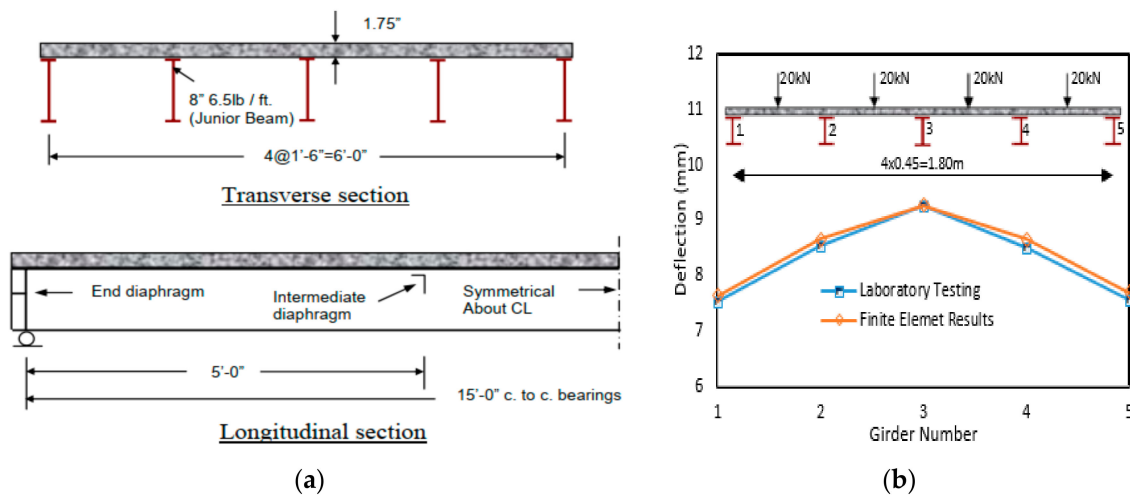 1.75”
8” 6.5lb / ft.
(Junior Beam)
4@1’-6”=6’-0”
Transverse section
End diaphragm
Intermediate
diaphragm
Symmetrical
About CL
5’-0”
15’-0” c. to c. bearings
Longitudinal section
(a)
12
11
10
9
8
7
6
Deflection (mm)
20kN 20kN 20kN 20kN
1 2 3 4 5
4x0.45=1.80m
Laboratory Testing
Finite Elemet Results
1 2 3 4 5
Girder Number
(b)